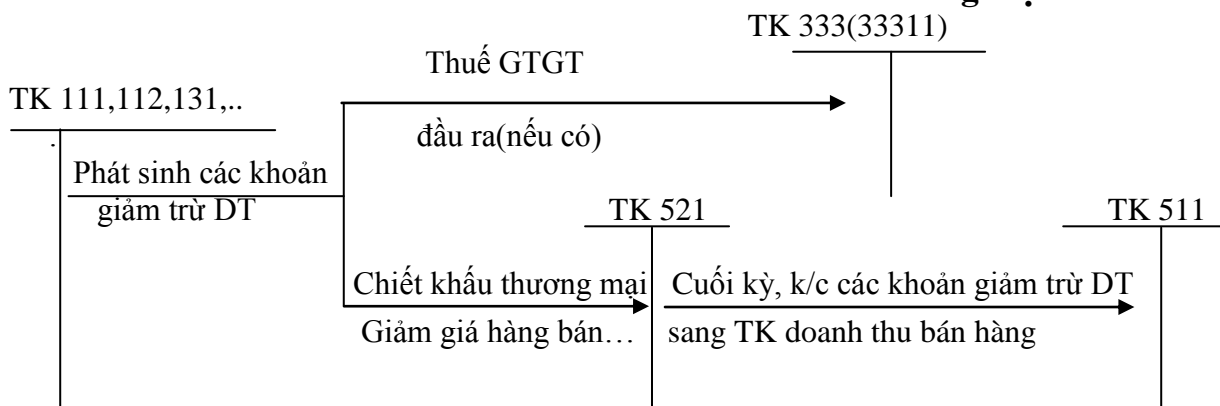 TK 333(33311)
Thuế GTGT
TK 111,112,131,..
đầu ra(nếu có)
.
Phát sinh các khoản
giảm trừ DT
TK 521
TK 511
Chiết khấu thương mại
Cuối kỳ, k/c các khoản giảm trừ DT
Giảm giá hàng bán…
sang TK doanh thu bán hàng